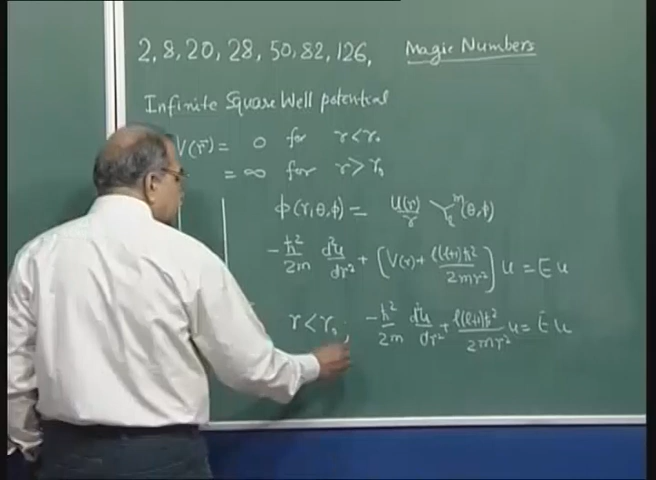 2, 8, 20, 28, 50, 82, 126, Magic Numbers
Infinite Square Well potential
V(r) = 0 for r < r₀
= ∞ for r > r₀
ϕ(r, θ, ϕ) = u(r)/r Yₗᵐ(θ, ϕ)
-ħ²/2m d²u/dr² + [V(r) + l(l+1)ħ²/2mr²] u = E u
r < r₀ ; -ħ²/2m d²u/dr² + l(l+1)ħ²/2mr² u = E u